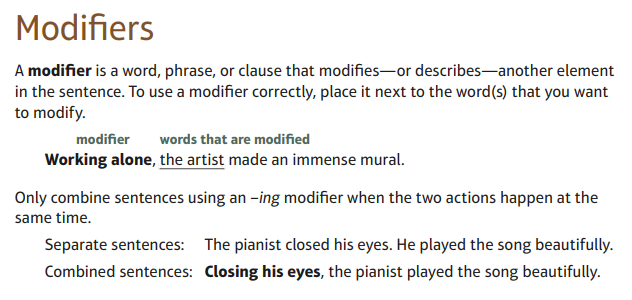 Modifiers
A modifier is a word, phrase, or clause that modifies—or describes—another element
in the sentence. To use a modifier correctly, place it next to the word(s) that you want
to modify.
modifier words that are modified
Working alone, the artist made an immense mural.
Only combine sentences using an –ing modifier when the two actions happen at the
same time.
Separate sentences: The pianist closed his eyes. He played the song beautifully.
Combined sentences: Closing his eyes, the pianist played the song beautifully.